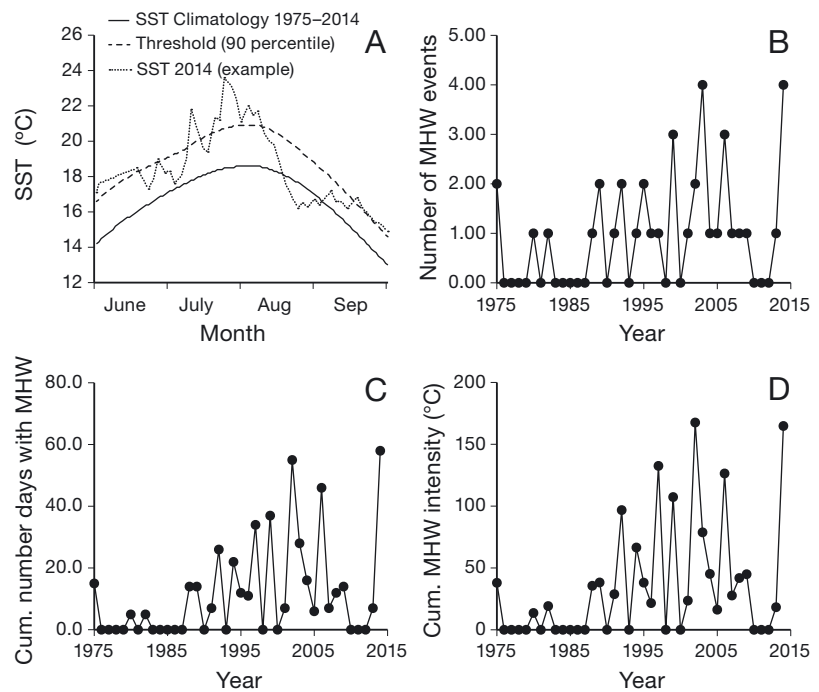 SST Climatology 1975–2014
Threshold (90 percentile)
SST 2014 (example)
A
SST (°C)
26
24
22
20
18
16
14
12
June July Aug Sep
Month
B
Number of MHW events
5.00
4.00
3.00
2.00
1.00
0.00
1975 1985 1995 2005 2015
Year
C
Cum. number days with MHW
80.0
60.0
40.0
20.0
0.0
1975 1985 1995 2005 2015
Year
D
Cum. MHW intensity (°C)
200
150
100
50
0
1975 1985 1995 2005 2015
Year